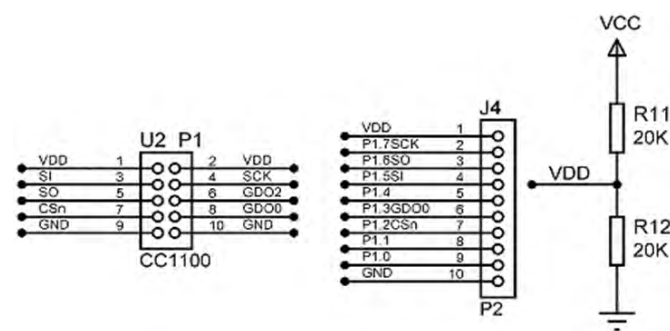 VCC
J4
R11
20K
U2 P1
VDD 1 2 VDD
SI 3 4 SCK
SO 5 6 GDO2
CSn 7 8 GDO0
GND 9 10 GND
CC1100
VDD 1
P1.7SCK 2
P1.6SO 3
P1.5SI 4
P1.4 5
P1.3GDO0 6
P1.2CSn 7
P1.1 8
P1.0 9
GND 10
P2
VDD
R12
20K